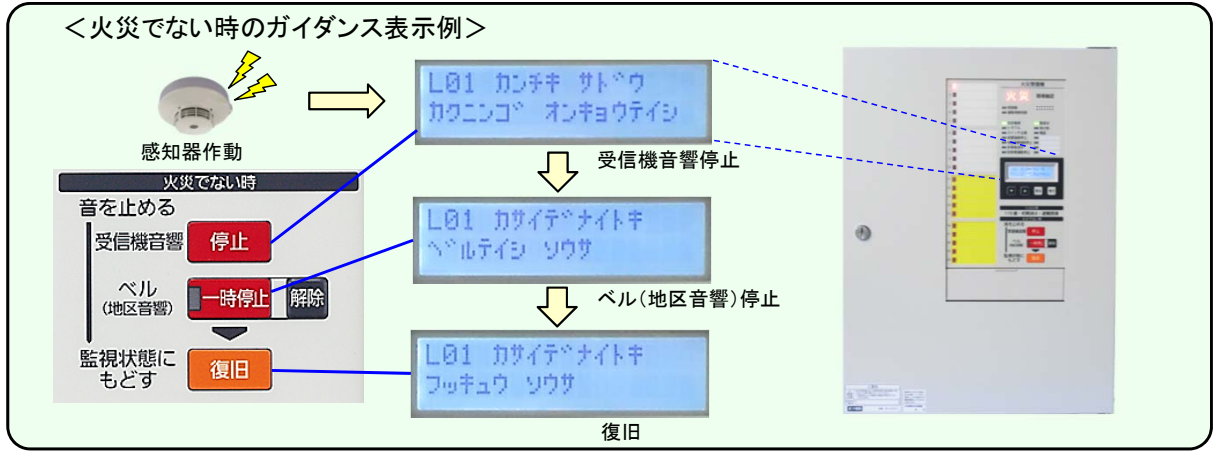 ＜火災でない時のガイダンス表示例＞
感知器作動
L01 カンチキ サドウ
カクニンゴ オンキョウテイシ
受信機音響停止
火災でない時
音を止める
受信機音響 停止
ベル
(地区音響)
一時停止 解除
監視状態に
もどす
復旧
L01 カサイデナイトキ
ベルテイシ ソウサ
ベル（地区音響）停止
L01 カサイデナイトキ
フッキュウ ソウサ
復旧
火災